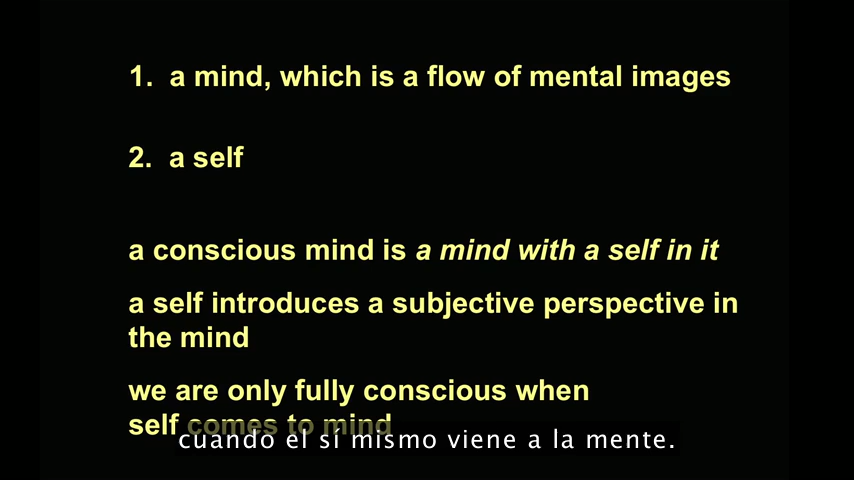 1. a mind, which is a flow of mental images
2. a self
a conscious mind is a mind with a self in it
a self introduces a subjective perspective in
the mind
we are only fully conscious when
self comes to mind
cuando el sí mismo viene a la mente.